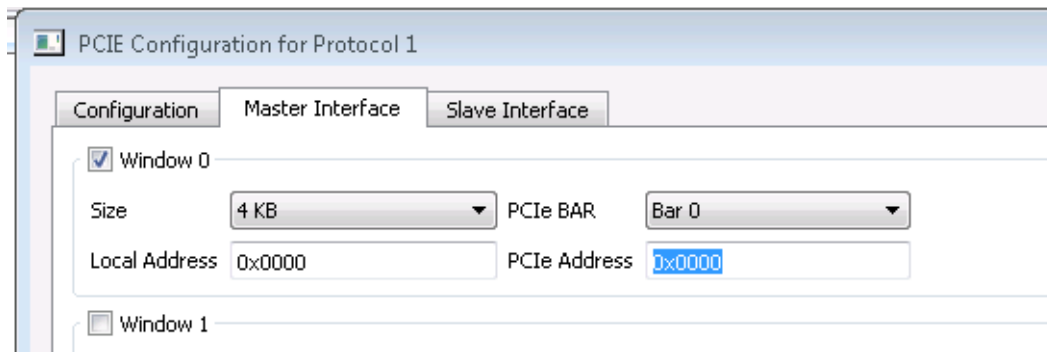 PCIE Configuration for Protocol 1
Configuration Master Interface Slave Interface
Window 0
Size 4 KB PCIe BAR Bar 0
Local Address 0x0000 PCIe Address 0x0000
Window 1